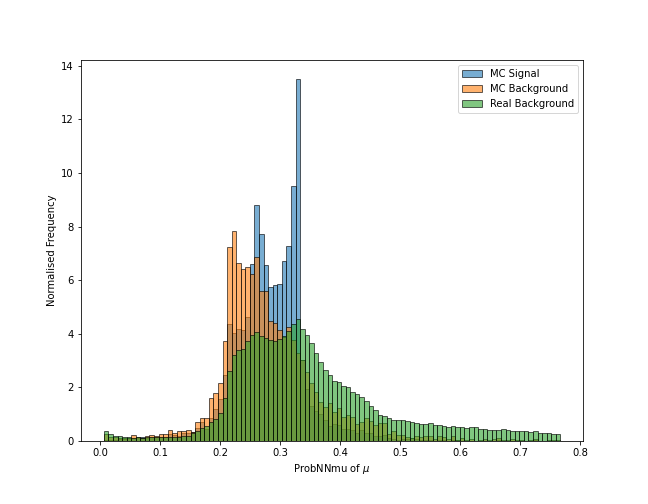 MC Signal
MC Background
Real Background
Normalised Frequency
14
12
10
8
6
4
2
0
0.0 0.1 0.2 0.3 0.4 0.5 0.6 0.7 0.8
ProbNNmu of μ